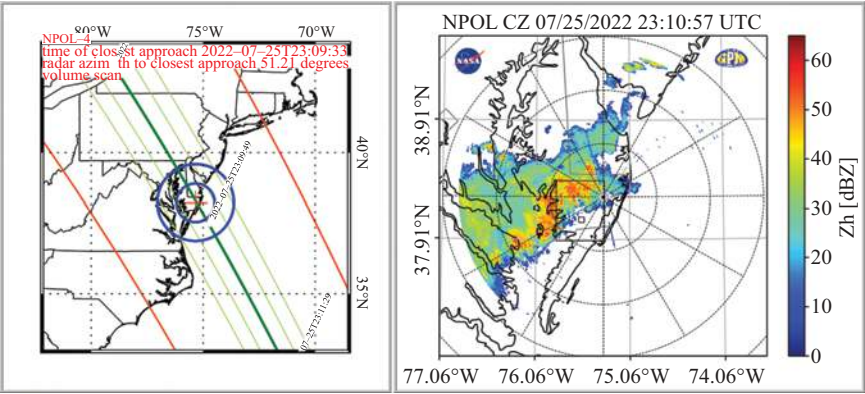 80°W 75°W 70°W
NPOL–4
time of closest approach 2022–07–25T23:09:33
radar azim th to closest approach 51.21 degrees
volume scan
40°N
2022–07–25T23:09:49
35°N
07–25T23:11:29
NPOL CZ 07/25/2022 23:10:57 UTC
NASA
GPM
38.91°N
37.91°N
77.06°W 76.06°W 75.06°W 74.06°W
60
50
40
30
20
10
0
Zh [dBZ]